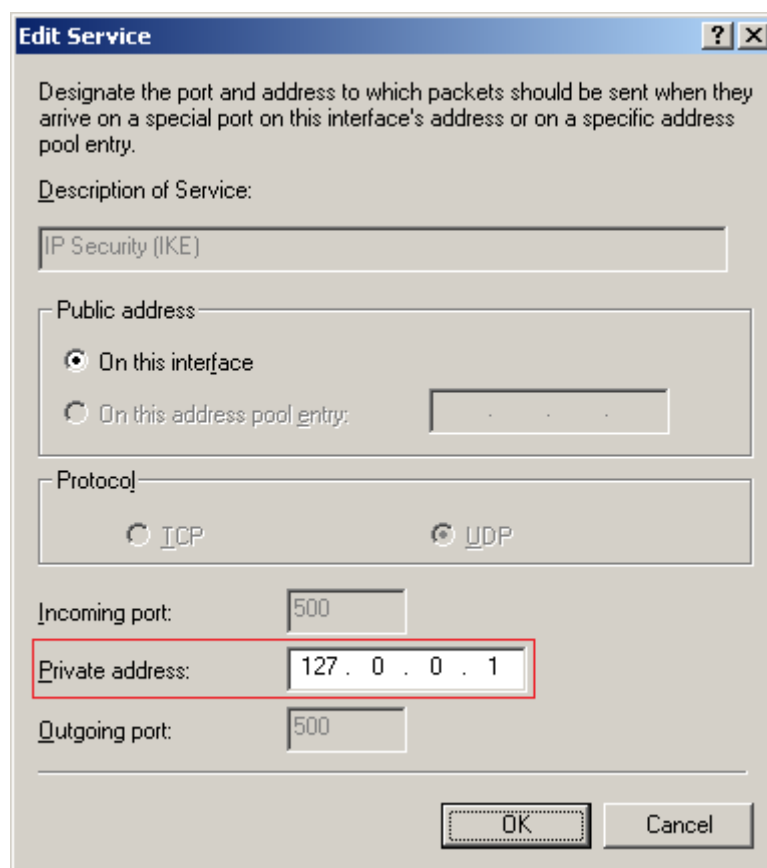 Edit Service
Designate the port and address to which packets should be sent when they
arrive on a special port on this interface's address or on a specific address
pool entry.
Description of Service:
IP Security (IKE)
Public address
On this interface
On this address pool entry: . . .
Protocol
TCP UDP
Incoming port: 500
Private address: 127 . 0 . 0 . 1
Outgoing port: 500
OK Cancel